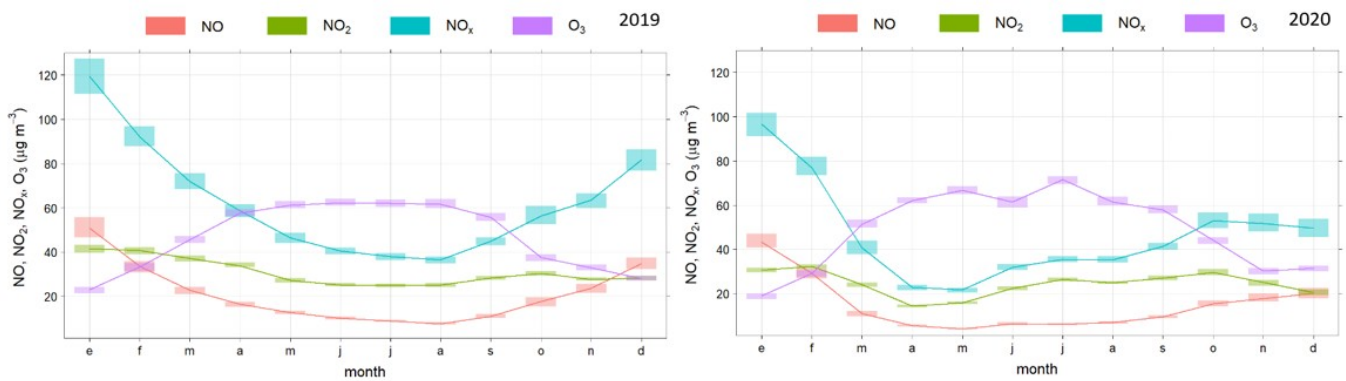 NO NO₂ NOₓ O₃ 2019
NO, NO₂, NOₓ, O₃ (μg m⁻³)
120
100
80
60
40
20
e f m a m j j a s o n d
month
NO NO₂ NOₓ O₃ 2020
NO, NO₂, NOₓ, O₃ (μg m⁻³)
120
100
80
60
40
20
e f m a m j j a s o n d
month